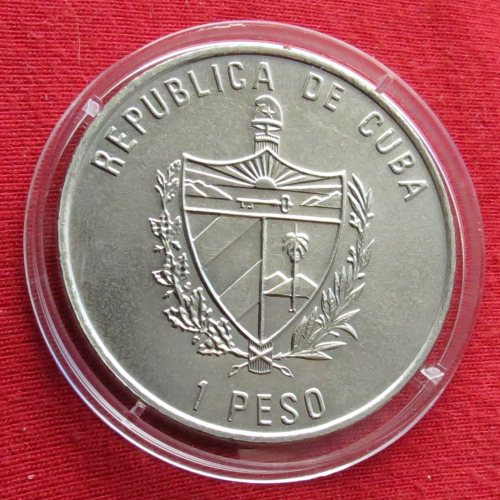 REPUBLICA DE CUBA
1 PESO